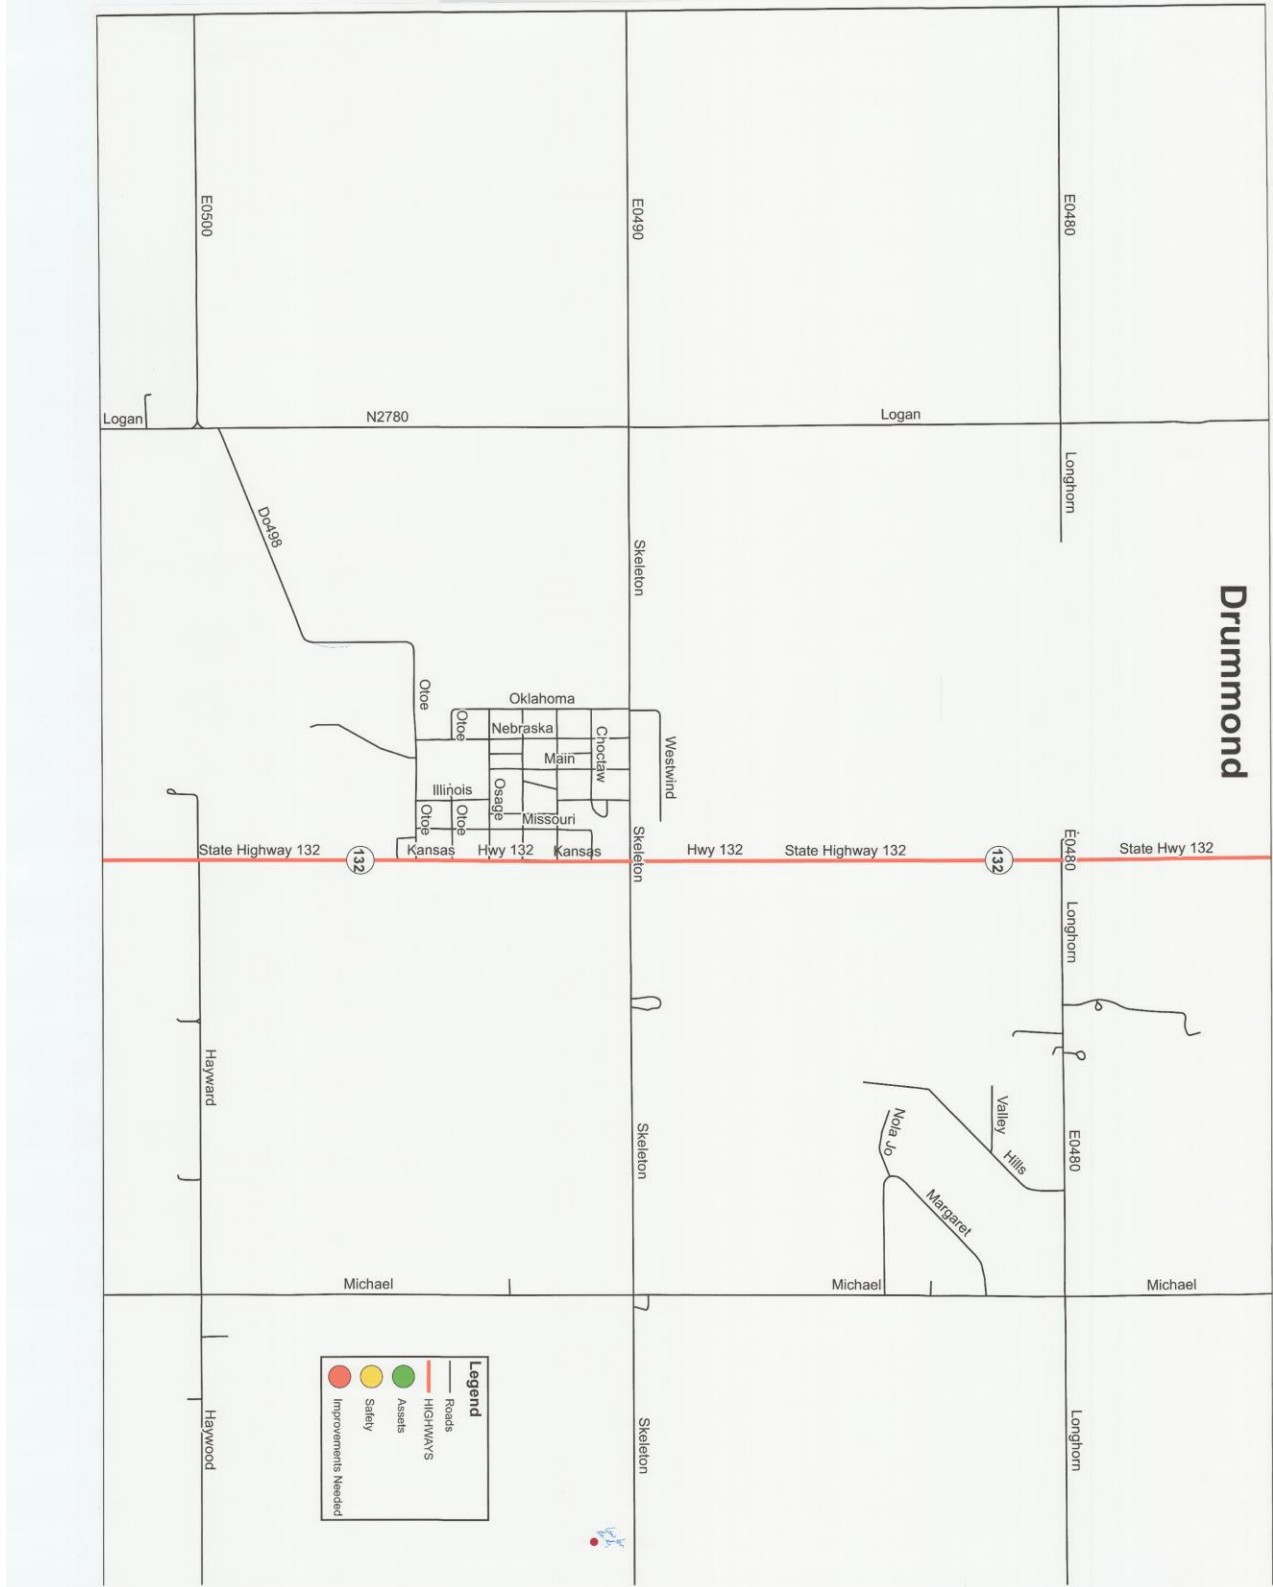 Drummond
E0480
Longhorn
E0480
Longhorn
E0480
Longhorn
State Hwy 132
132
State Highway 132
Hwy 132
Logan
Michael
Michael
Valley
Hills
Nola Jo
Margaret
Westwind
E0490
Skeleton
Skeleton
Skeleton
Skeleton
Choctaw
Oklahoma
Nebraska
Main
Osage
Missouri
Illinois
Otoe
Otoe
Otoe
Otoe
Kansas
Hwy 132
Kansas
132
State Highway 132
N2780
Logan
Do498
Michael
E0500
Hayward
Haywood
Legend
Roads
HIGHWAYS
Assets
Safety
Improvements Needed